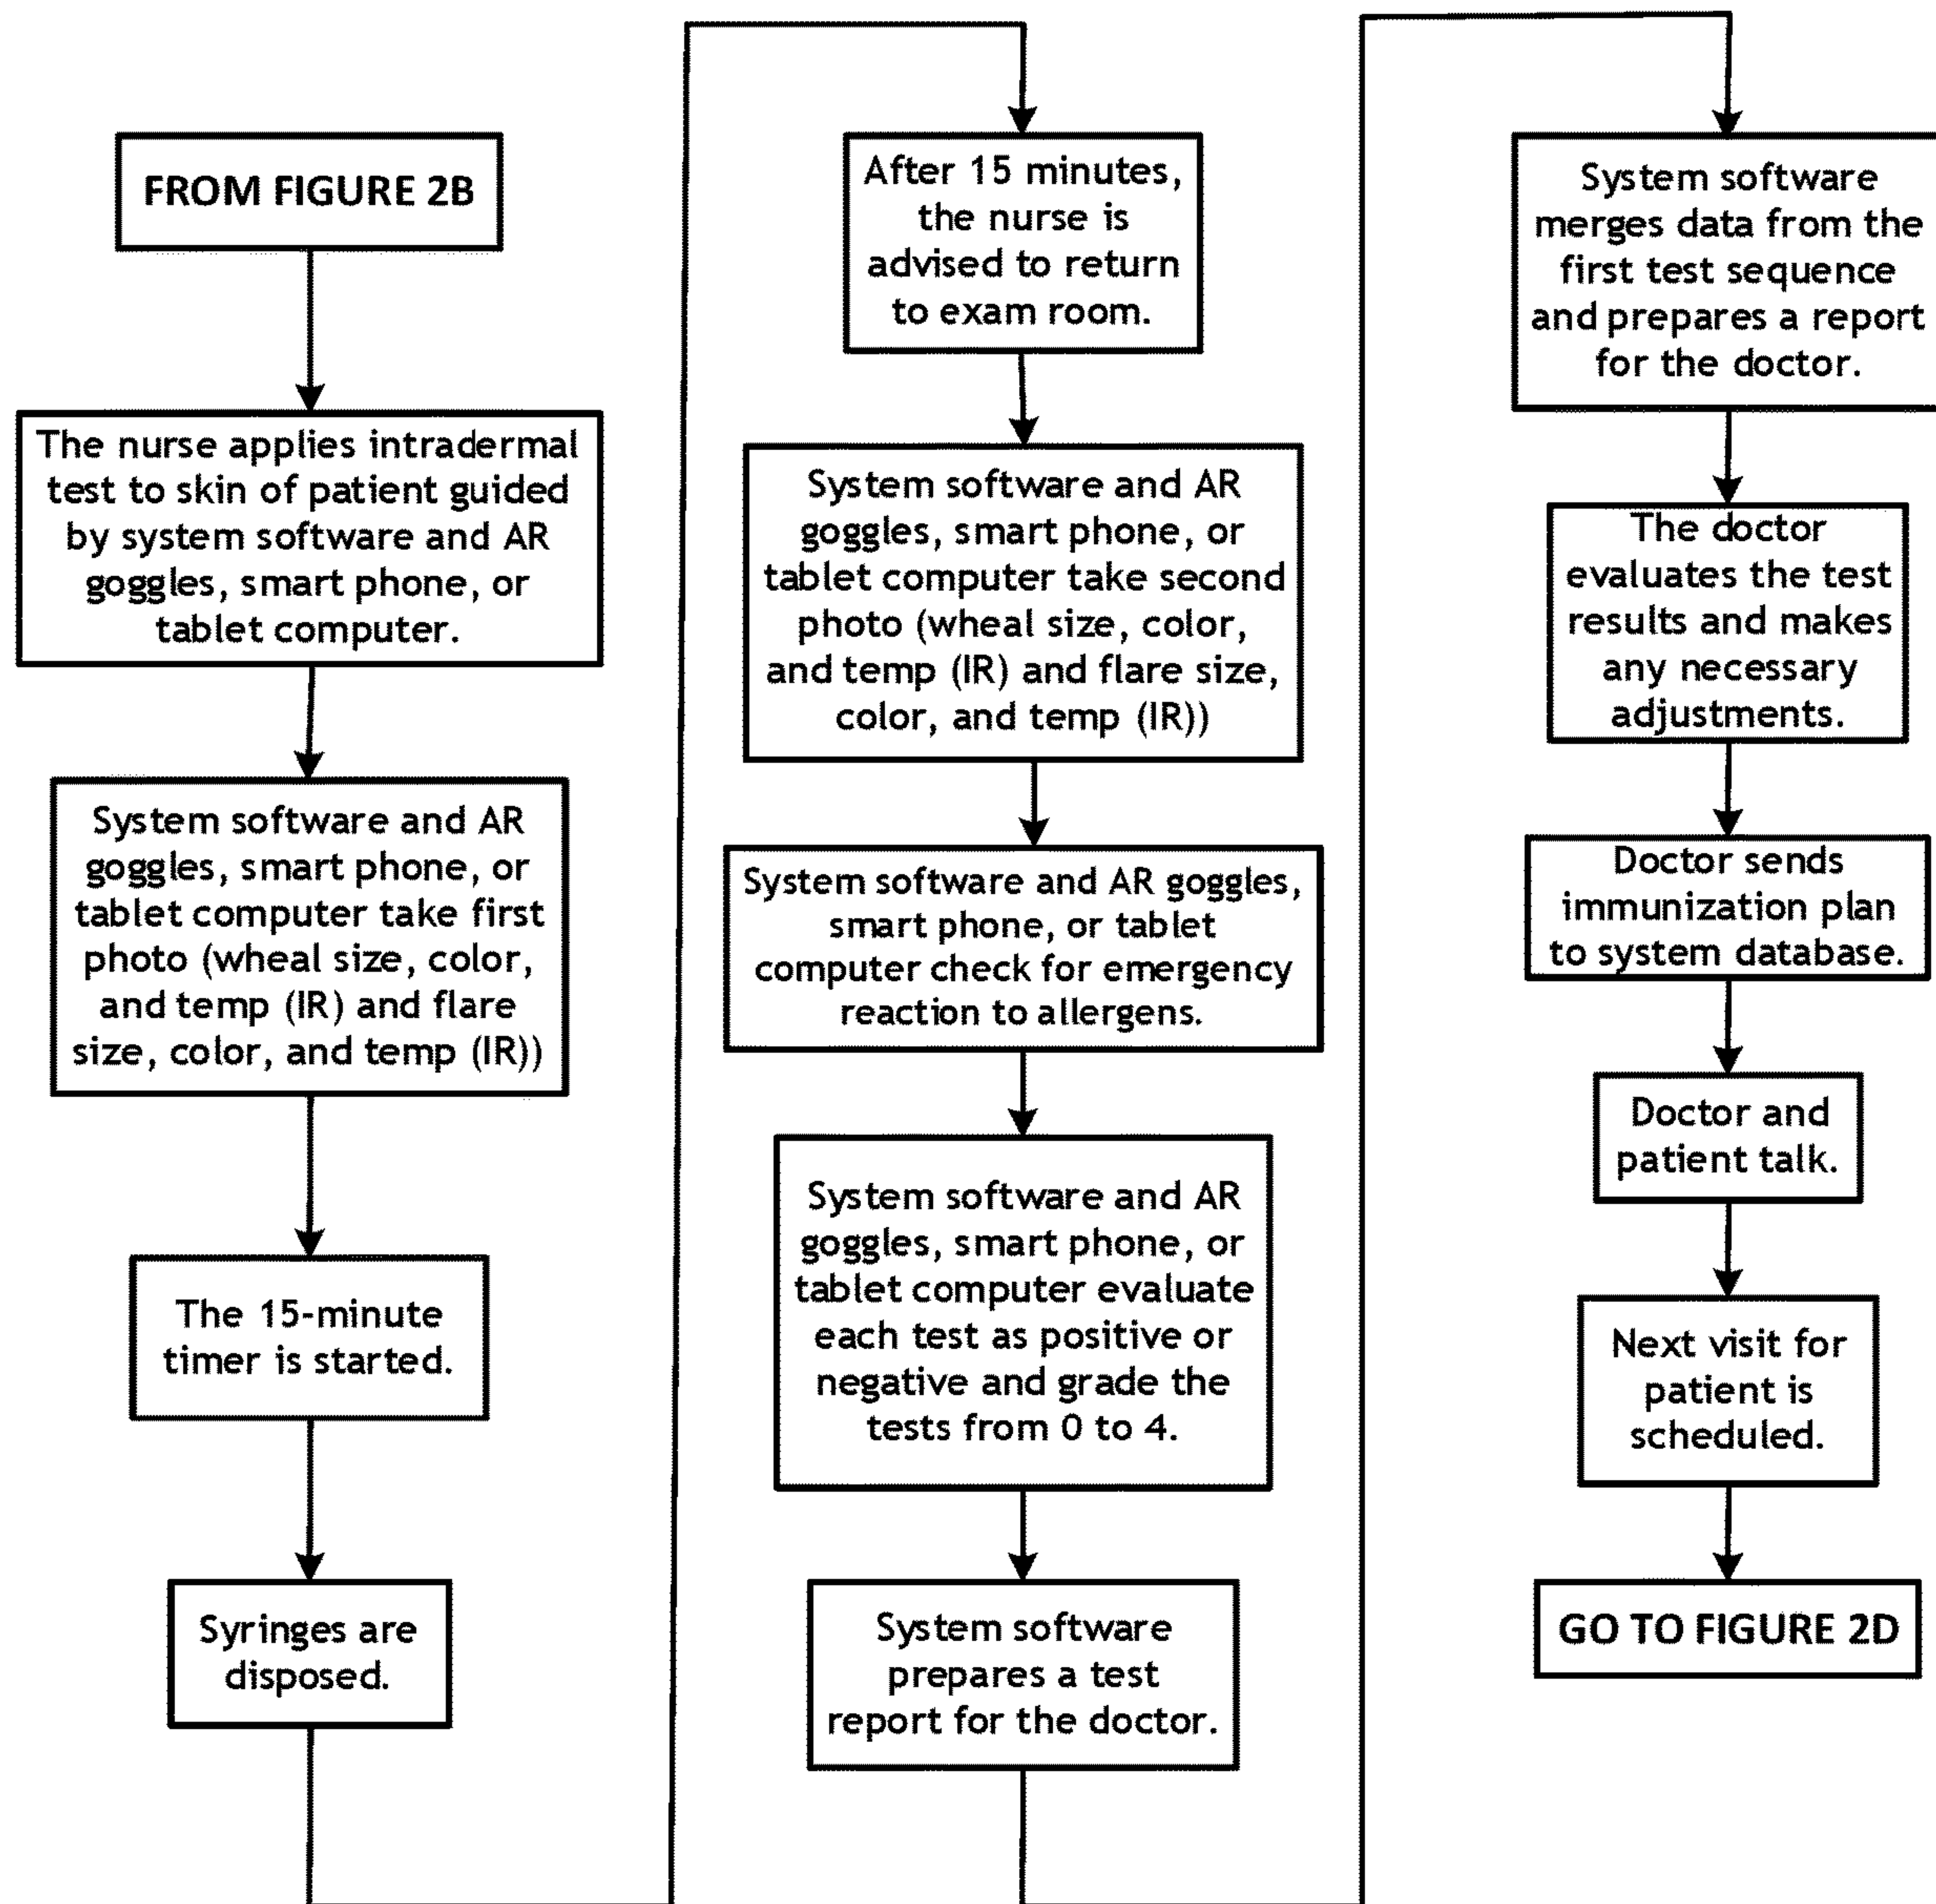 FROM FIGURE 2B
The nurse applies intradermal
test to skin of patient guided
by system software and AR
goggles, smart phone, or
tablet computer.
System software and AR
goggles, smart phone, or
tablet computer take first
photo (wheal size, color,
and temp (IR) and flare
size, color, and temp (IR))
The 15-minute
timer is started.
Syringes are
disposed.
After 15 minutes,
the nurse is
advised to return
to exam room.
System software and AR
goggles, smart phone, or
tablet computer take second
photo (wheal size, color,
and temp (IR) and flare size,
color, and temp (IR))
System software and AR goggles,
smart phone, or tablet
computer check for emergency
reaction to allergens.
System software and AR
goggles, smart phone, or
tablet computer evaluate
each test as positive or
negative and grade the
tests from 0 to 4.
System software
prepares a test
report for the doctor.
System software
merges data from the
first test sequence
and prepares a report
for the doctor.
The doctor
evaluates the test
results and makes
any necessary
adjustments.
Doctor sends
immunization plan
to system database.
Doctor and
patient talk.
Next visit for
patient is
scheduled.
GO TO FIGURE 2D